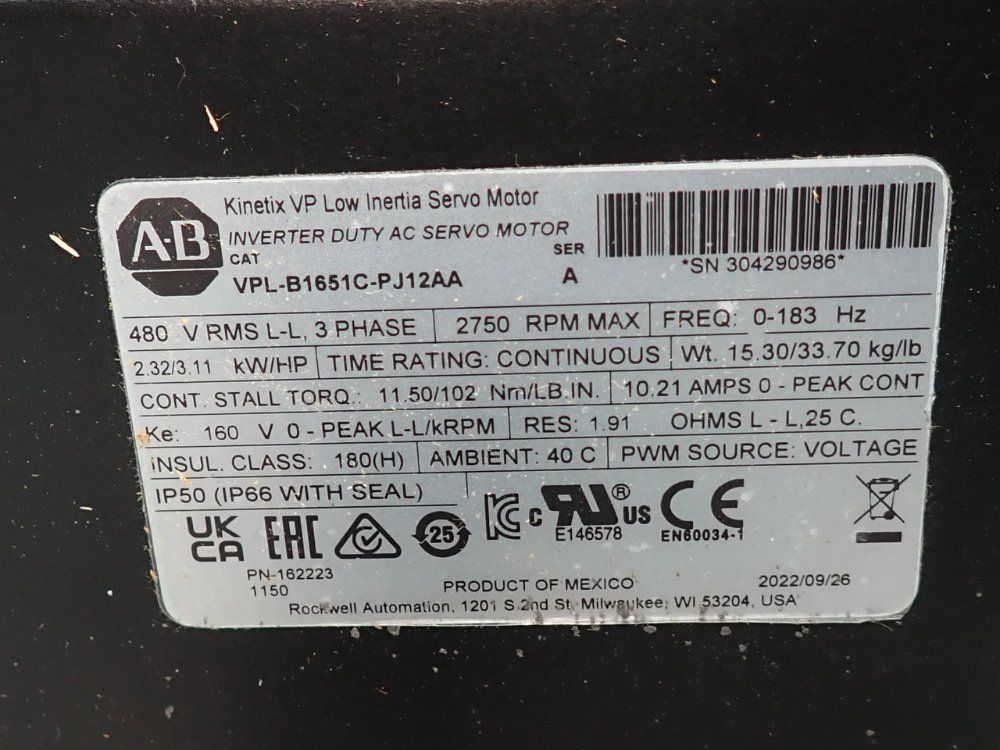 A-B
Kinetix VP Low Inertia Servo Motor
INVERTER DUTY AC SERVO MOTOR
CAT
SER
VPL-B1651C-PJ12AA
A
*SN 304290986*
480 V RMS L-L, 3 PHASE
2750 RPM MAX
FREQ: 0-183 Hz
2.32/3.11 kW/HP
TIME RATING: CONTINUOUS
Wt. 15.30/33.70 kg/lb
CONT. STALL TORQ.: 11.50/102 Nm/LB.IN.
10.21 AMPS 0 - PEAK CONT
Ke: 160 V 0 - PEAK L-L/kRPM
RES: 1.91 OHMS L - L,25 C.
INSUL. CLASS: 180(H)
AMBIENT: 40 C
PWM SOURCE: VOLTAGE
IP50 (IP66 WITH SEAL)
UK
CA
EAC
25
KC
c RU ® US
E146578
CE
EN60034-1
PN-162223
1150
PRODUCT OF MEXICO
2022/09/26
Rockwell Automation, 1201 S.2nd St. Milwaukee, WI 53204, USA